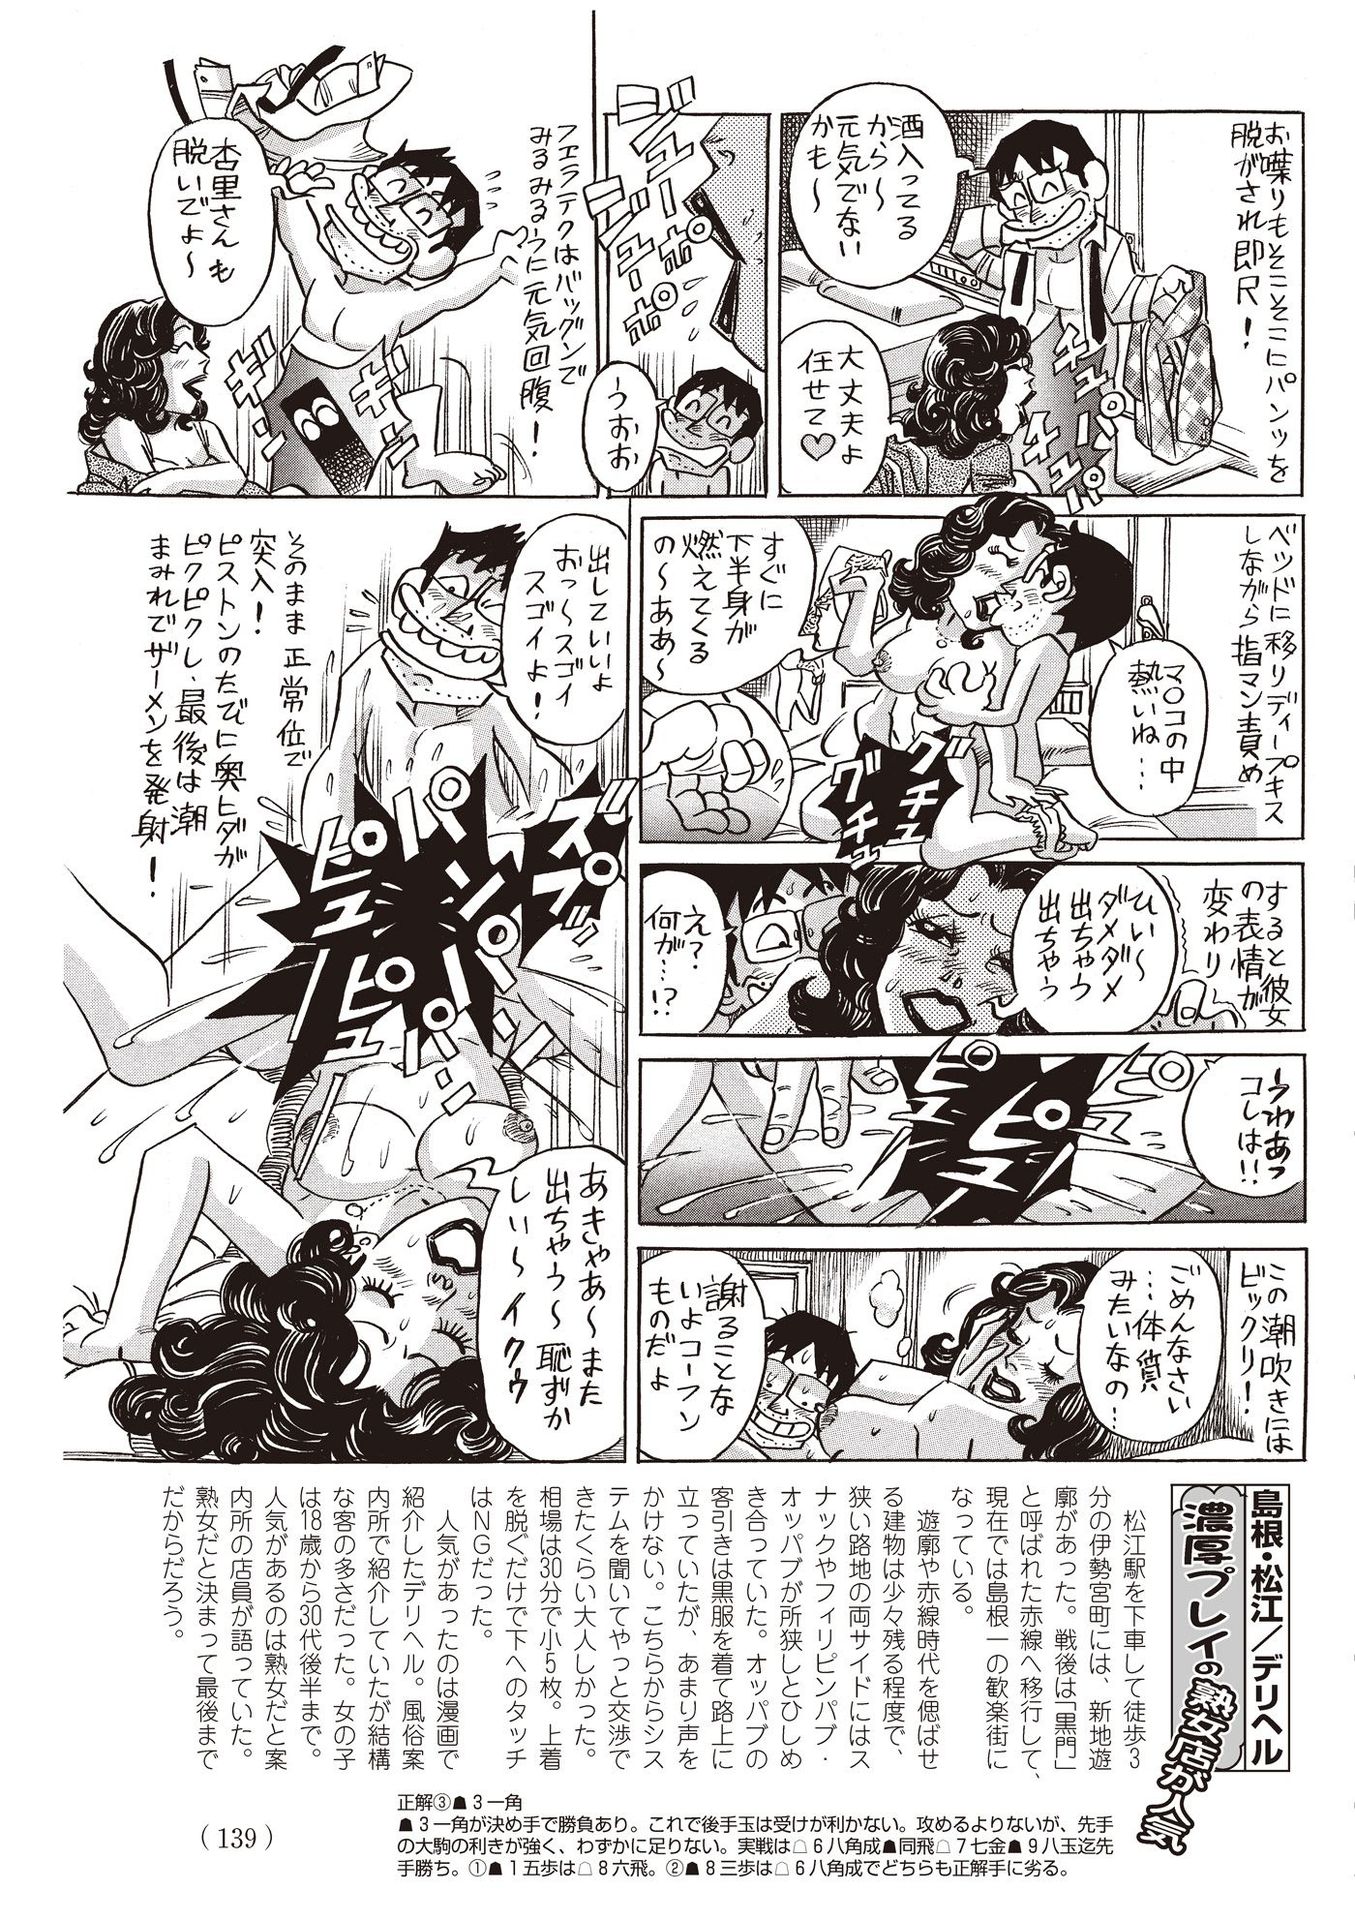 お喋りもそこそこにパンツを
脱がされ即尺！
酒入ってる
から〜
元気でない
かも〜
大丈夫よ
任せて♡
チュパ
チュパ
ジュポ
ジュポ
うおお
フェラテクはバツグンで
みるみるうに元気回腹！
杏里さんも
脱いでよ〜
ギン
ギン
ベッドに移りディープキス
しながら指マン責め
マ○コの中
熱いね…
すぐに
下半身が
燃えてくる
の〜ああ〜
グチュ
グチュ
すると彼女
の表情が
変わり
ひい〜
ダメダメ
出ちゃう
出ちゃう
え？
何が…!?
うわあっ
コレは!!
ピュー
ピュー
この潮吹きには
ビックリ！
ごめんなさい
…体質
みたいなの…
謝ることな
いよコーフン
ものだよ
出していいよ
おっ〜スゴイ
スゴイよ！
そのまま正常位で
突入！
ピストンのたびに奥ヒダが
ピクピクし、最後は潮
まみれでザーメンを発射！
ズプッ
パンパン
パンパン
ピュー
ピュピュ
あきゃあ〜また
出ちゃう〜恥ずか
しい〜イクゥ
島根・松江／デリヘル
濃厚プレイの熟女店が人気
松江駅を下車して徒歩3
分の伊勢宮町には、新地遊
廓があった。戦後は「黒門」
と呼ばれた赤線へ移行して、
現在では島根一の歓楽街に
なっている。
遊廓や赤線時代を偲ばせ
る建物は少々残る程度で、
狭い路地の両サイドにはス
ナックやフィリピンパブ・
オッパブが所狭しとひしめ
き合っていた。オッパブの
客引きは黒服を着て路上に
立っていたが、あまり声を
かけない。こちらからシス
テムを聞いてやっと交渉で
きたくらい大人しかった。
相場は30分で小5枚。上着
を脱ぐだけで下へのタッチ
はNGだった。
人気があったのは漫画で
紹介したデリヘル。風俗案
内所で紹介していたが結構
な客の多さだった。女の子
は18歳から30代後半まで。
人気があるのは熟女だと案
内所の店員が語っていた。
熟女だと決まって最後まで
だからだろう。
正解③☗3一角
☗3一角が決め手で勝負あり。これで後手玉は受けが利かない。攻めるよりないが、先手
の大駒の利きが強く、わずかに足りない。実戦は☖6八角成☗同飛☖7七金☗9八玉迄先
手勝ち。①☗1五歩は☖8六飛。②☗8三歩は☖6八角成でどちらも正解手に劣る。
（139）